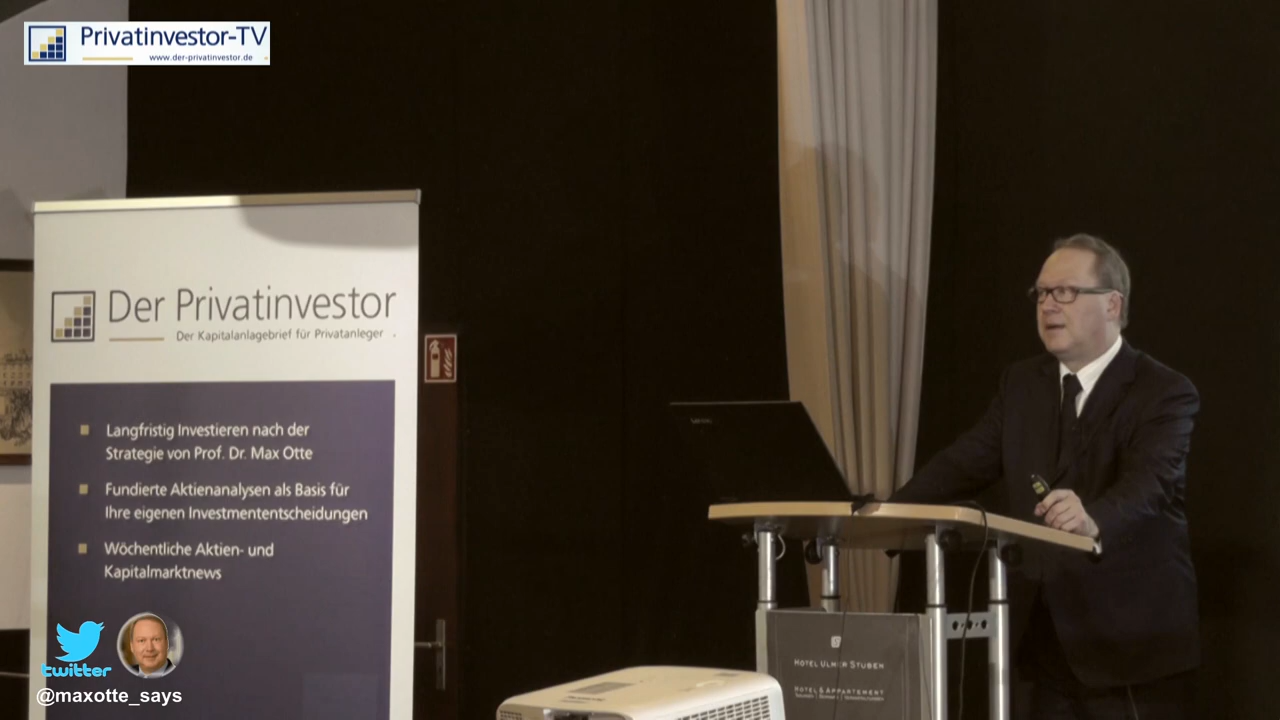 Privatinvestor-TV
www.der-privatinvestor.de
Der Privatinvestor
Der Kapitalanlagebrief für Privatanleger
Langfristig Investieren nach der
Strategie von Prof. Dr. Max Otte
Fundierte Aktienanalysen als Basis für
Ihre eigenen Investmententscheidungen
Wöchentliche Aktien- und
Kapitalmarktnews
twitter
@maxotte_says
HOTEL ULMER STUBEN
HOTEL & APPARTEMENT